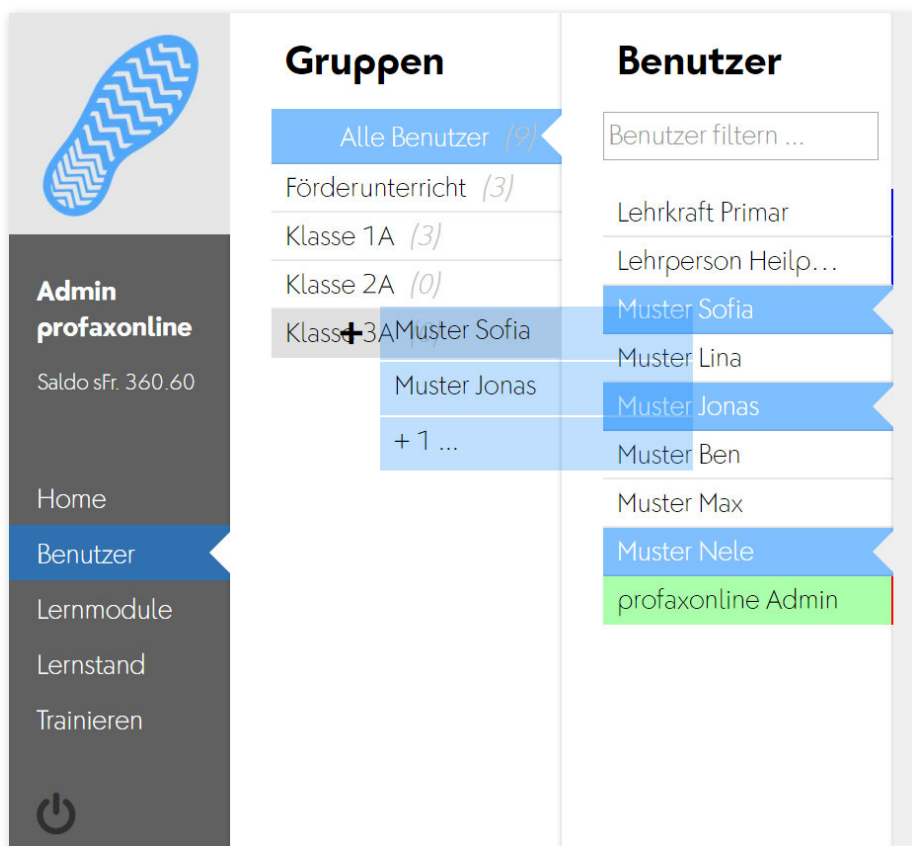 Gruppen
Alle Benutzer (9)
Förderunterricht (3)
Klasse 1A (3)
Klasse 2A (0)
Klasse 3A
Muster Sofia
Muster Jonas
+ 1 ...
Benutzer
Benutzer filtern ...
Lehrkraft Primar
Lehrperson Heilp...
Muster Sofia
Muster Lina
Muster Jonas
Muster Ben
Muster Max
Muster Nele
profaxonline Admin
Admin
profaxonline
Saldo sFr. 360.60
Home
Benutzer
Lernmodule
Lernstand
Trainieren